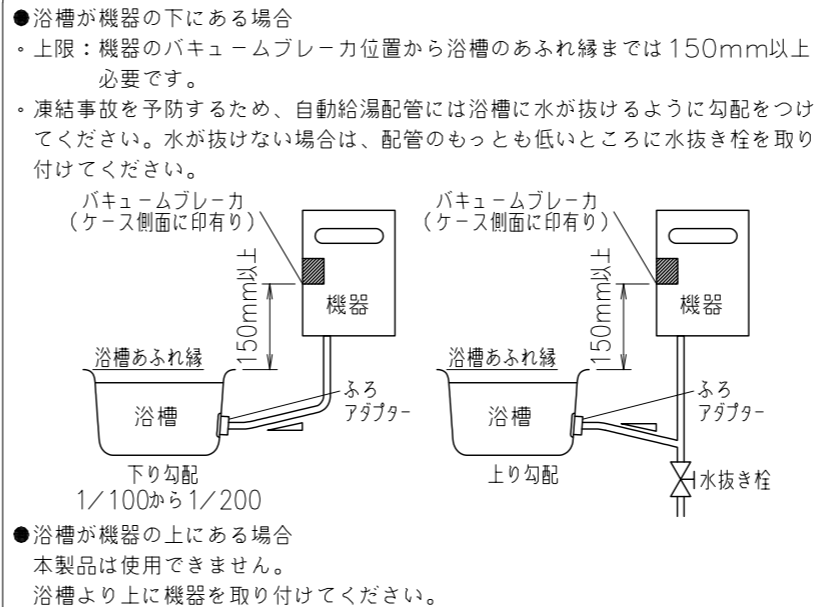 ●浴槽が機器の下にある場合
・上限：機器のバキュームブレーカ位置から浴槽のあふれ縁までは150mm以上
必要です。
・凍結事故を予防するため、自動給湯配管には浴槽に水が抜けるように勾配をつけ
てください。水が抜けない場合は、配管のもっとも低いところに水抜き栓を取り
付けてください。
バキュームブレーカ
（ケース側面に印有り）
150mm以上
機器
浴槽あふれ縁
浴槽
ふろ
アダプター
下り勾配
1/100から1/200
バキュームブレーカ
（ケース側面に印有り）
150mm以上
機器
浴槽あふれ縁
浴槽
ふろ
アダプター
上り勾配
水抜き栓
●浴槽が機器の上にある場合
本製品は使用できません。
浴槽より上に機器を取り付けてください。